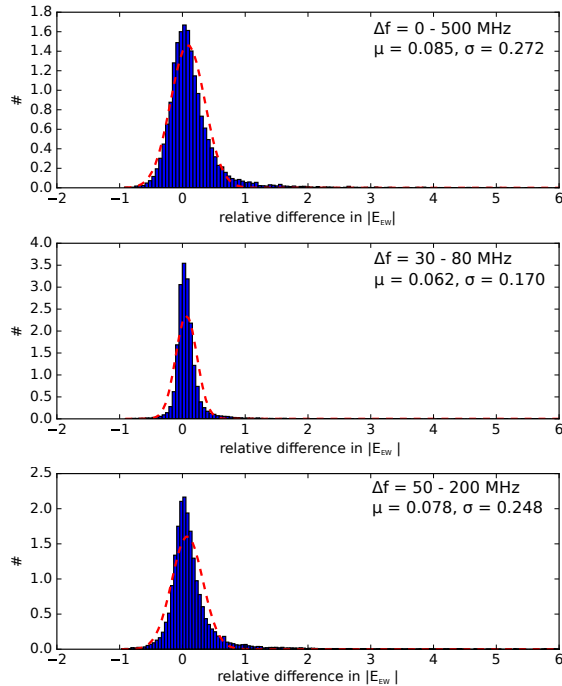 1.8
1.6
1.4
1.2
1.0
0.8
0.6
0.4
0.2
0.0
#
Δf = 0 - 500 MHz
μ = 0.085, σ = 0.272
−2 −1 0 1 2 3 4 5 6
relative difference in |E_EW|
4.0
3.5
3.0
2.5
2.0
1.5
1.0
0.5
0.0
#
Δf = 30 - 80 MHz
μ = 0.062, σ = 0.170
−2 −1 0 1 2 3 4 5 6
relative difference in |E_EW |
2.5
2.0
1.5
1.0
0.5
0.0
#
Δf = 50 - 200 MHz
μ = 0.078, σ = 0.248
−2 −1 0 1 2 3 4 5 6
relative difference in |E_EW |